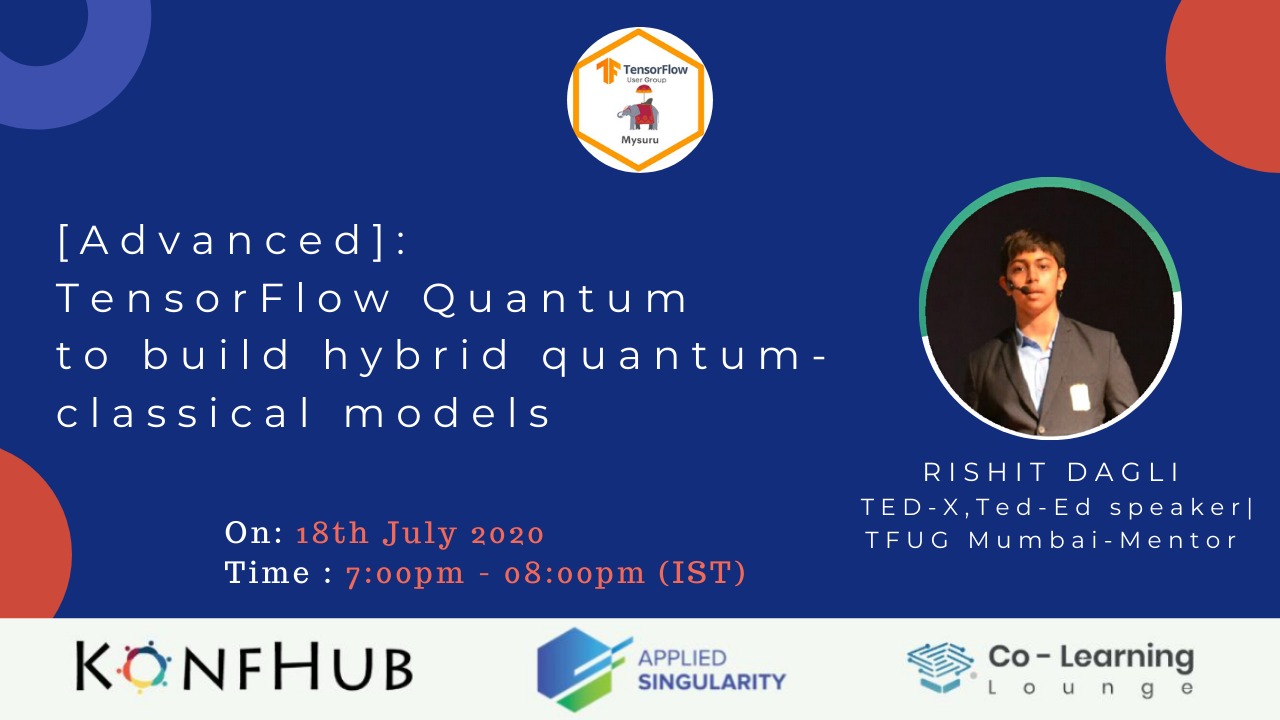 TensorFlow
User Group
Mysuru
[Advanced]:
TensorFlow Quantum
to build hybrid quantum-
classical models
RISHIT DAGLI
TED-X,Ted-Ed speaker|
TFUG Mumbai-Mentor
On: 18th July 2020
Time : 7:00pm - 08:00pm (IST)
KONFHUB
APPLIED
SINGULARITY
Co - Learning
Lounge